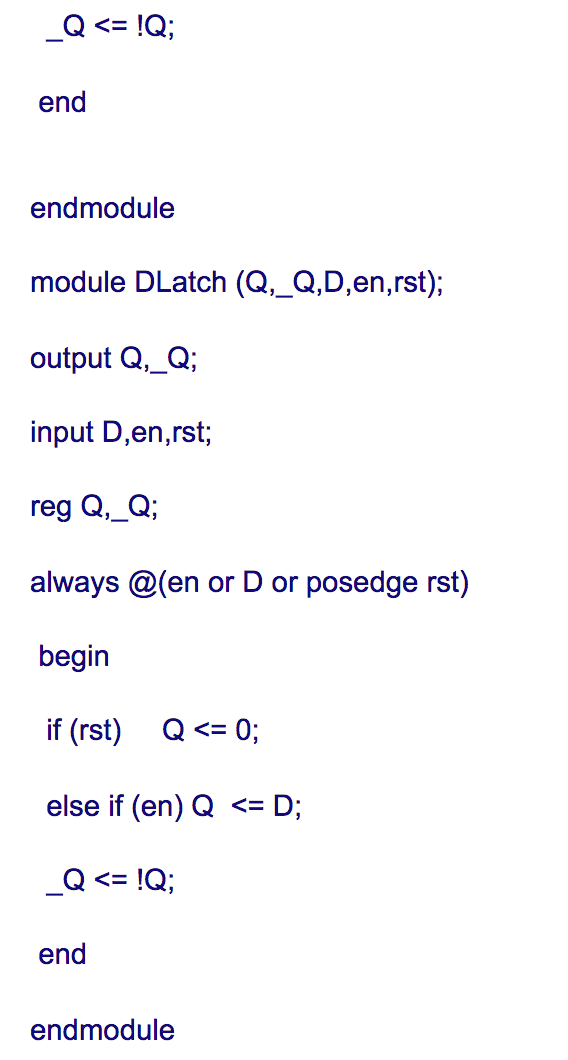 _Q <= !Q;
end
endmodule
module DLatch (Q,_Q,D,en,rst);
output Q,_Q;
input D,en,rst;
reg Q,_Q;
always @(en or D or posedge rst)
begin
if (rst)     Q <= 0;
else if (en) Q  <= D;
_Q <= !Q;
end
endmodule